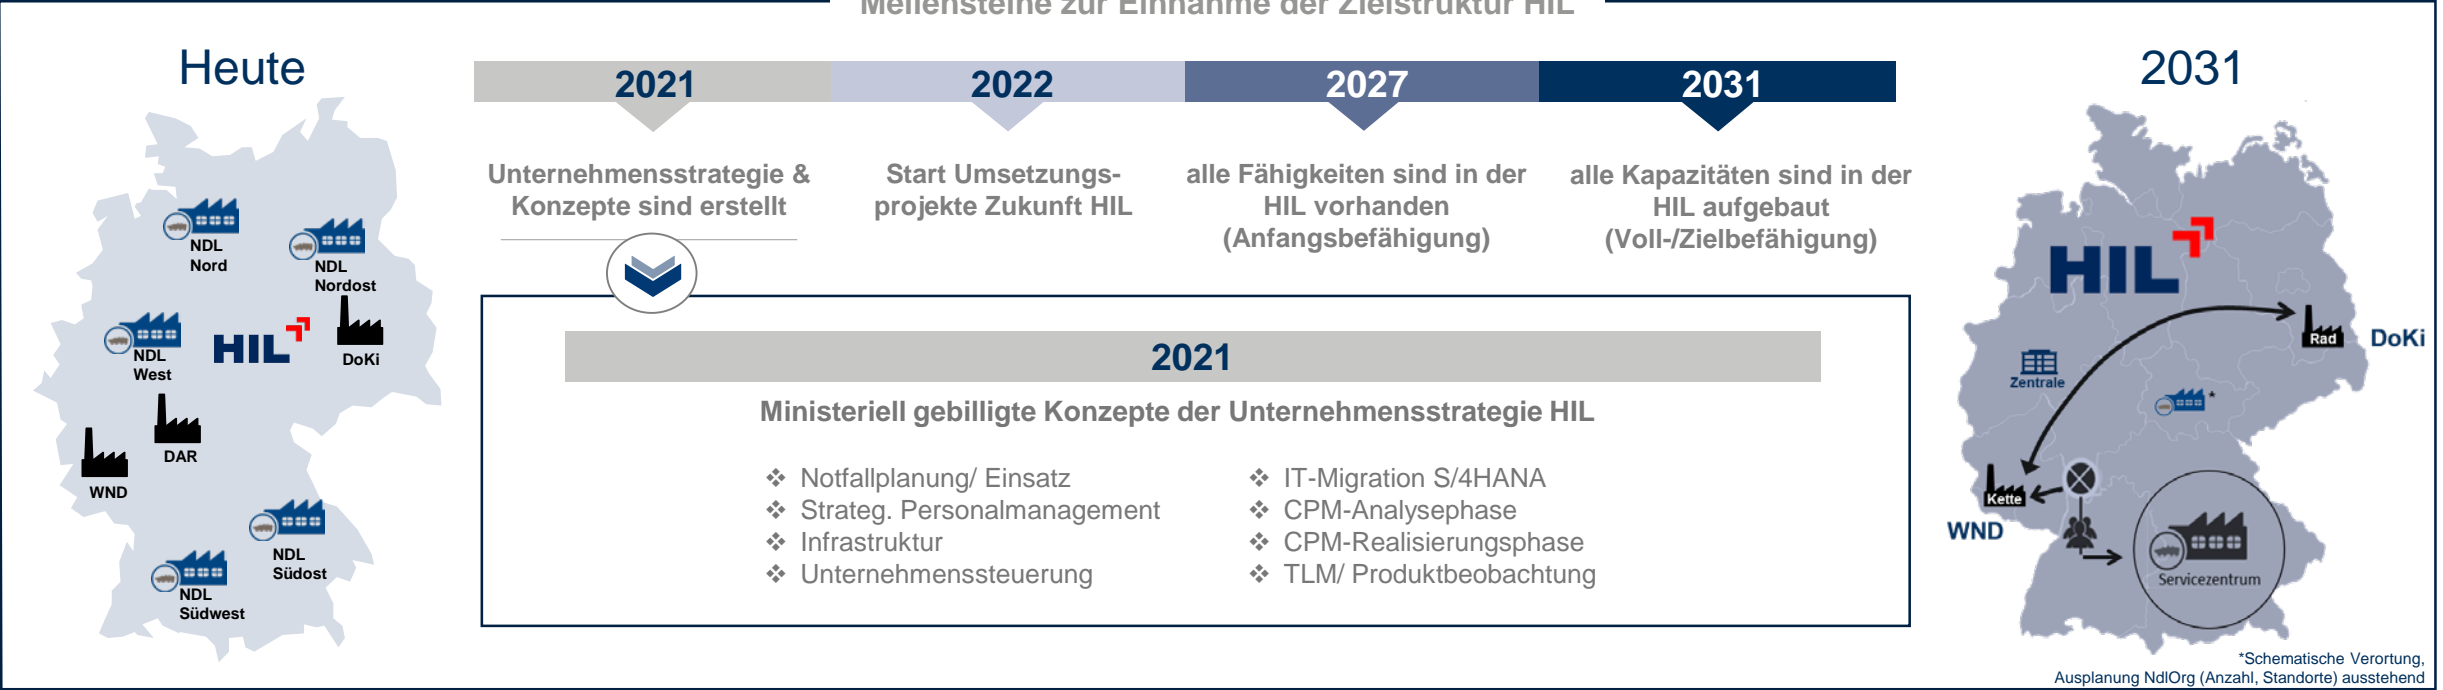 Meilensteine zur Einnahme der Zielstruktur HIL
Heute
NDL
Nord
NDL
Nordost
NDL
West
HIL
DoKi
DAR
WND
NDL
Südost
NDL
Südwest
2021
2022
2027
2031
Unternehmensstrategie &
Konzepte sind erstellt
Start Umsetzungs-
projekte Zukunft HIL
alle Fähigkeiten sind in der
HIL vorhanden
(Anfangsbefähigung)
alle Kapazitäten sind in der
HIL aufgebaut
(Voll-/Zielbefähigung)
2021
Ministeriell gebilligte Konzepte der Unternehmensstrategie HIL
❖ Notfallplanung/ Einsatz
❖ Strateg. Personalmanagement
❖ Infrastruktur
❖ Unternehmenssteuerung
❖ IT-Migration S/4HANA
❖ CPM-Analysephase
❖ CPM-Realisierungsphase
❖ TLM/ Produktbeobachtung
2031
HIL
Rad
DoKi
Zentrale
*
Kette
WND
Servicezentrum
*Schematische Verortung,
Ausplanung NdlOrg (Anzahl, Standorte) ausstehend